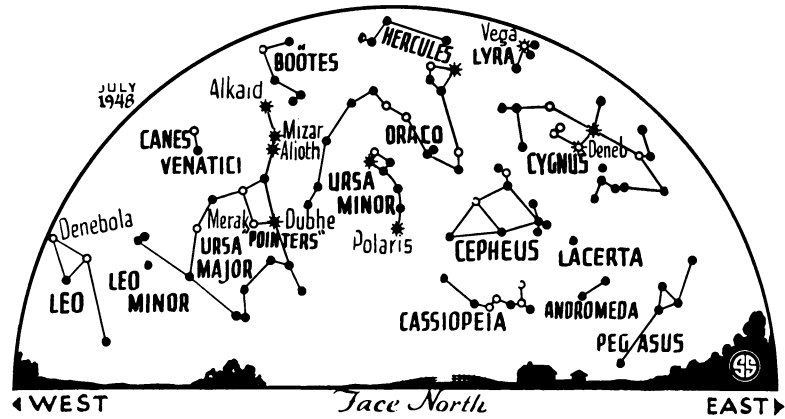 Vega
HERCULES
LYRA
BOÖTES
JULY
1948
Alkaid
CANES
VENATICI
Mizar
Alioth
DRACO
CYGNUS
Deneb
URSA
MINOR
Denebola
Merak
Dubhe
"POINTERS"
URSA
MAJOR
Polaris
CEPHEUS
LACERTA
LEO
LEO
MINOR
CASSIOPEIA
ANDROMEDA
PEGASUS
SS
WEST
Face North
EAST